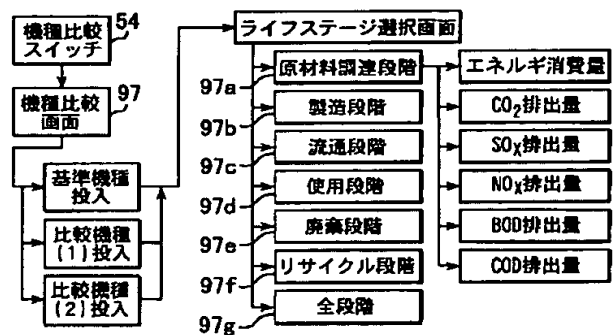 機種比較
スイッチ
54
機種比較
画面
97
基準機種
投入
比較機種
(1)投入
比較機種
(2)投入
ライフステージ選択画面
97a
原材料調達段階
97b
製造段階
97c
流通段階
97d
使用段階
97e
廃棄段階
97f
リサイクル段階
97g
全段階
エネルギ消費量
CO₂排出量
SOX排出量
NOX排出量
BOD排出量
COD排出量